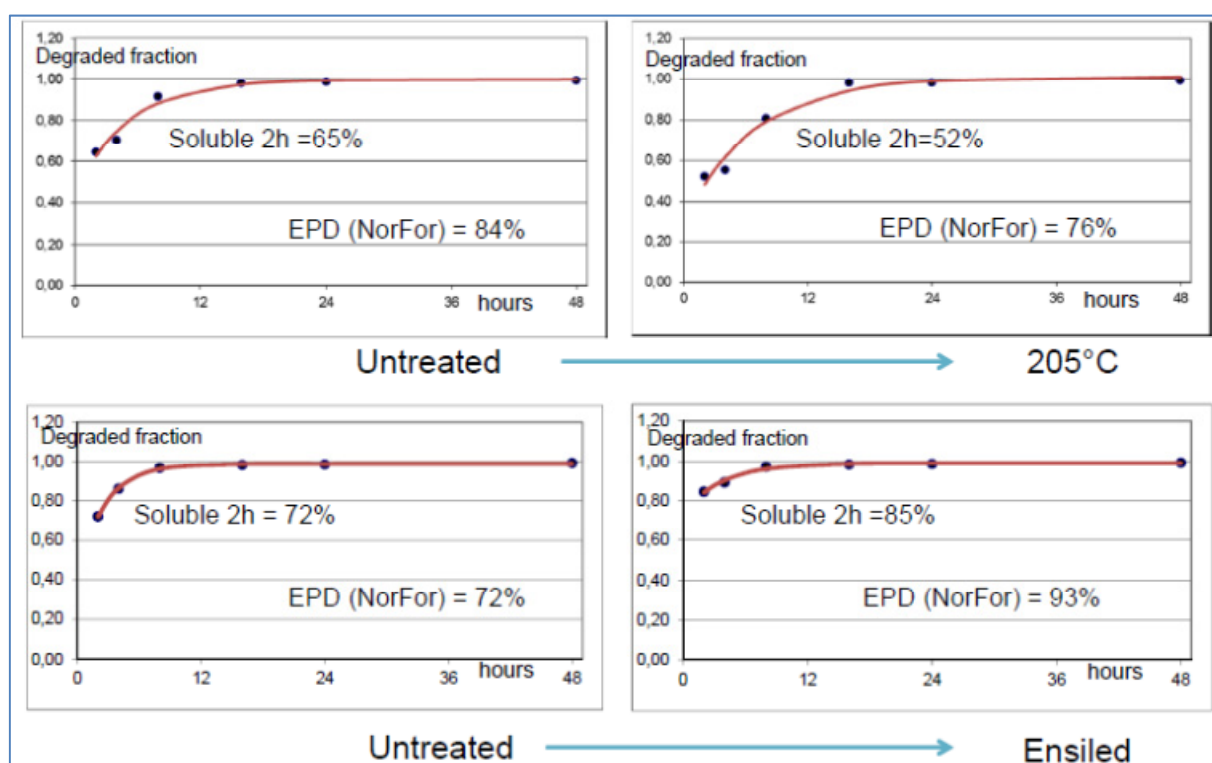 1,20
Degraded fraction
1,00
0,80
Soluble 2h =65%
0,60
0,40
EPD (NorFor) = 84%
0,20
0,00
0 12 24 36 hours 48
1,20
Degraded fraction
1,00
0,80
Soluble 2h=52%
0,60
0,40
EPD (NorFor) = 76%
0,20
0,00
0 12 24 36 hours 48
Untreated 205°C
1,20
Degraded fraction
1,00
0,80
Soluble 2h = 72%
0,60
0,40
EPD (NorFor) = 72%
0,20
0,00
0 12 24 36 hours 48
1,20
Degraded fraction
1,00
0,80
Soluble 2h =85%
0,60
0,40
EPD (NorFor) = 93%
0,20
0,00
0 12 24 36 hours 48
Untreated Ensiled